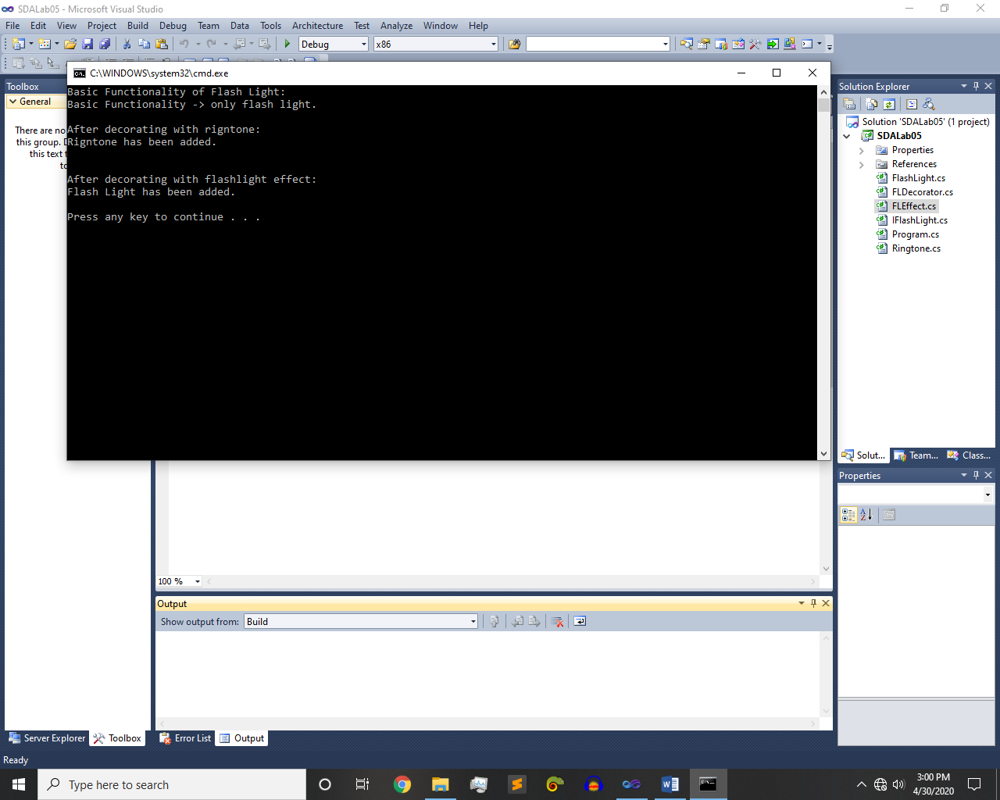 SDALab05 - Microsoft Visual Studio
File Edit View Project Build Debug Team Data Tools Architecture Test Analyze Window Help
Debug x86
Toolbox
General
There are no
this group. D
this text t
to
C:\WINDOWS\system32\cmd.exe
Basic Functionality of Flash Light:
Basic Functionality -> only flash light.
After decorating with rigntone:
Rigntone has been added.
After decorating with flashlight effect:
Flash Light has been added.
Press any key to continue . . .
Solution Explorer
Solution 'SDALab05' (1 project)
SDALab05
Properties
References
FlashLight.cs
FLDecorator.cs
FLEffect.cs
IFlashLight.cs
Program.cs
Ringtone.cs
Solut... Team... Class...
Properties
100 %
Output
Show output from: Build
Server Explorer Toolbox Error List Output
Ready
Type here to search
3:00 PM
4/30/2020